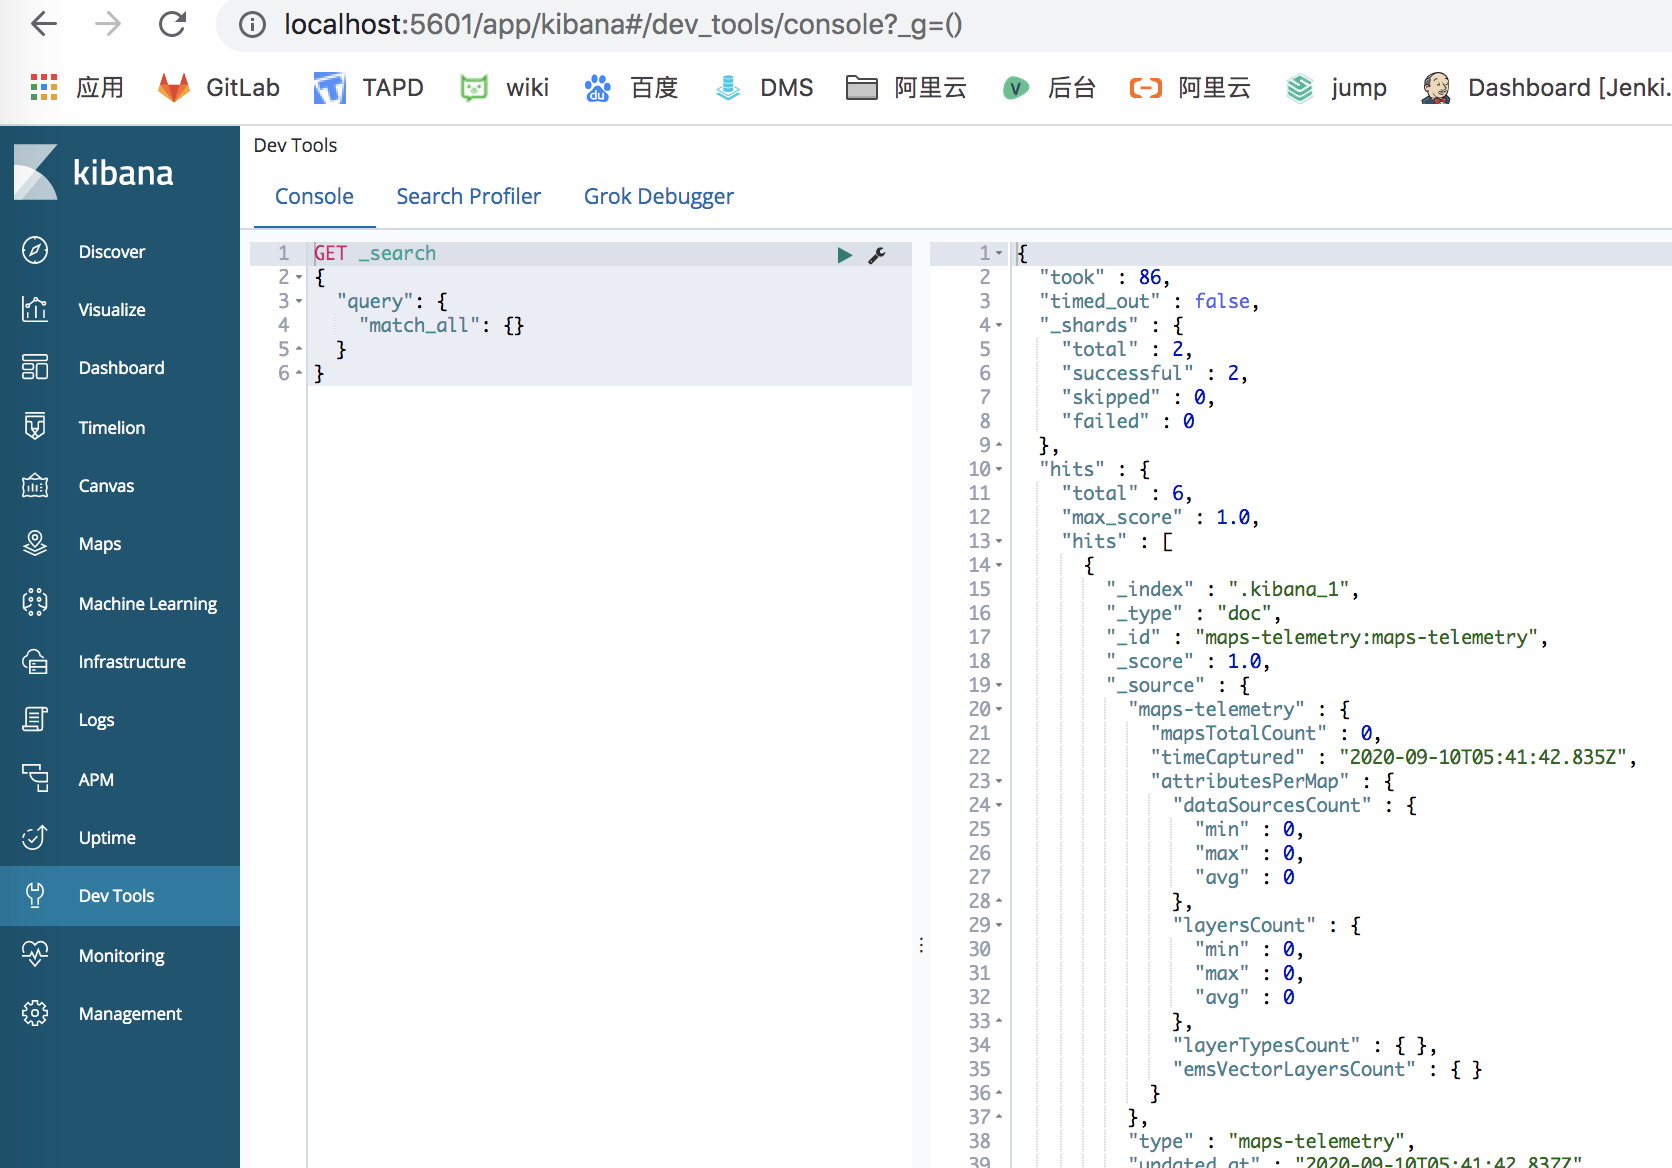 localhost:5601/app/kibana#/dev_tools/console?_g=()
应用 GitLab TAPD wiki 百度 DMS 阿里云 后台 阿里云 jump Dashboard [Jenki.
kibana
Discover
Visualize
Dashboard
Timelion
Canvas
Maps
Machine Learning
Infrastructure
Logs
APM
Uptime
Dev Tools
Monitoring
Management
Dev Tools
Console Search Profiler Grok Debugger
1 GET _search
2 {
3 "query": {
4 "match_all": {}
5 }
6 }
1 {
2 "took" : 86,
3 "timed_out" : false,
4 "_shards" : {
5 "total" : 2,
6 "successful" : 2,
7 "skipped" : 0,
8 "failed" : 0
9 },
10 "hits" : {
11 "total" : 6,
12 "max_score" : 1.0,
13 "hits" : [
14 {
15 "_index" : ".kibana_1",
16 "_type" : "doc",
17 "_id" : "maps-telemetry:maps-telemetry",
18 "_score" : 1.0,
19 "_source" : {
20 "maps-telemetry" : {
21 "mapsTotalCount" : 0,
22 "timeCaptured" : "2020-09-10T05:41:42.835Z",
23 "attributesPerMap" : {
24 "dataSourcesCount" : {
25 "min" : 0,
26 "max" : 0,
27 "avg" : 0
28 },
29 "layersCount" : {
30 "min" : 0,
31 "max" : 0,
32 "avg" : 0
33 },
34 "layerTypesCount" : { },
35 "emsVectorLayersCount" : { }
36 }
37 },
38 "type" : "maps-telemetry",
39 "updated_at" : "2020-09-10T05:41:42.837Z"